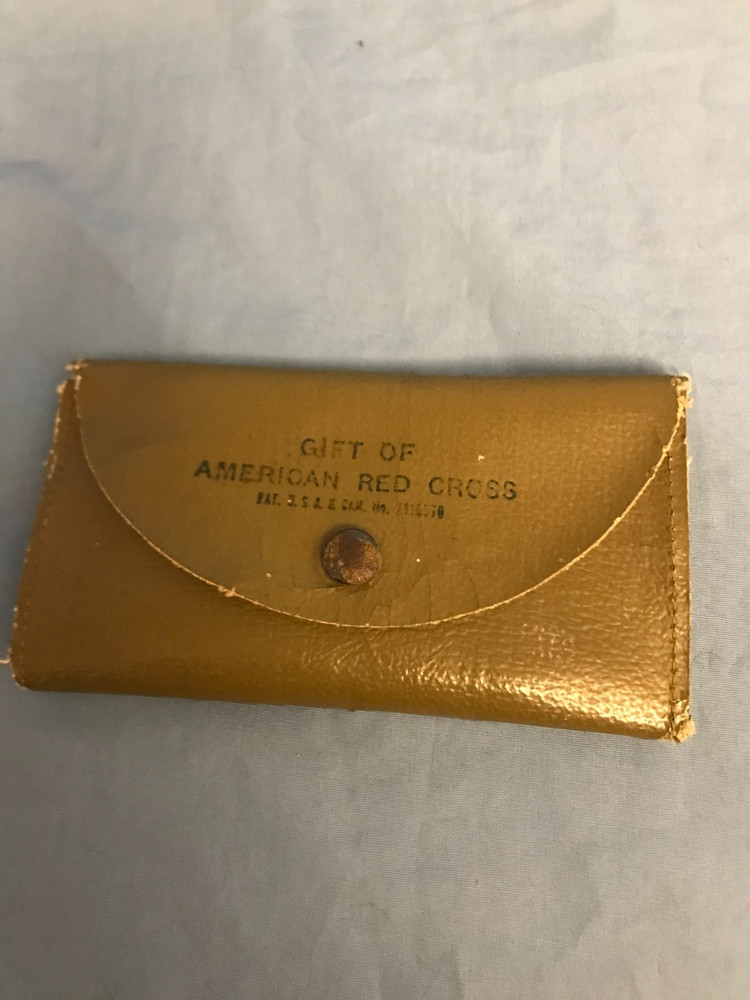 GIFT OF
AMERICAN RED CROSS
PAT. U.S.A. & CAN. No.